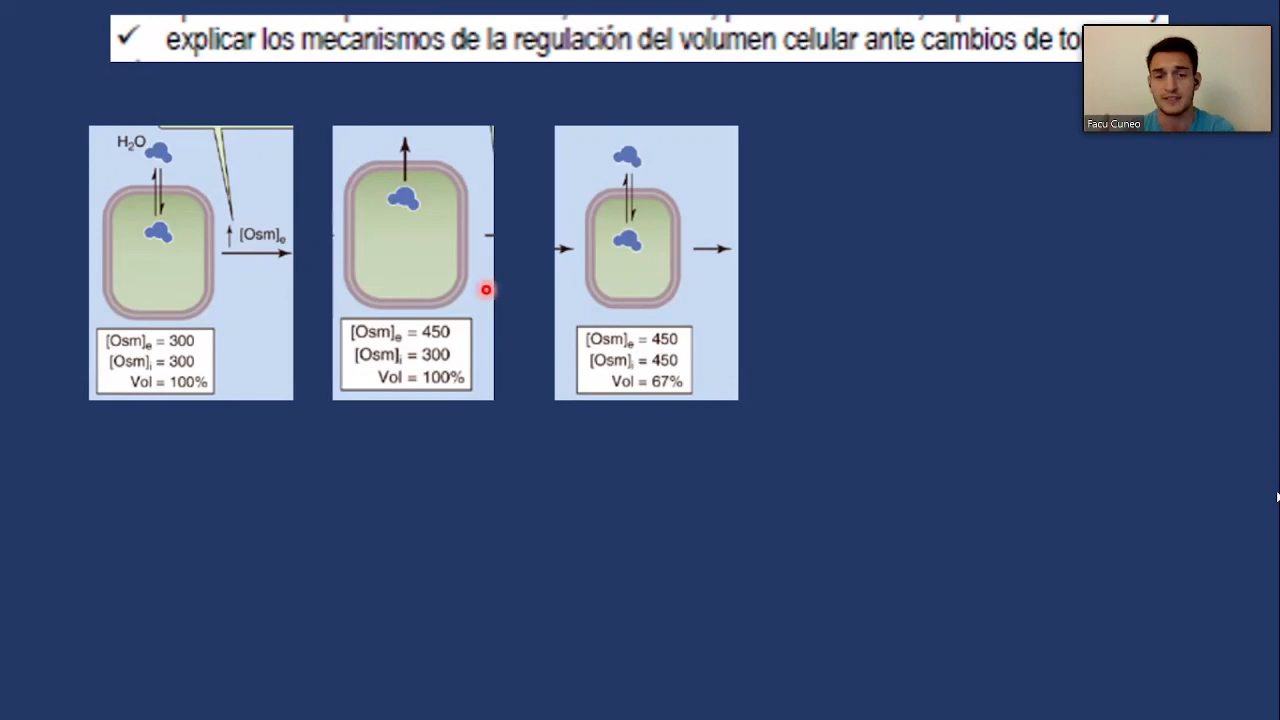 ✓ explicar los mecanismos de la regulación del volumen celular ante cambios de
Facu Cuneo
H₂O
↑ [Osm]ₑ
[Osm]ₑ = 300
[Osm]ᵢ = 300
Vol = 100%
[Osm]ₑ = 450
[Osm]ᵢ = 300
Vol = 100%
[Osm]ₑ = 450
[Osm]ᵢ = 450
Vol = 67%